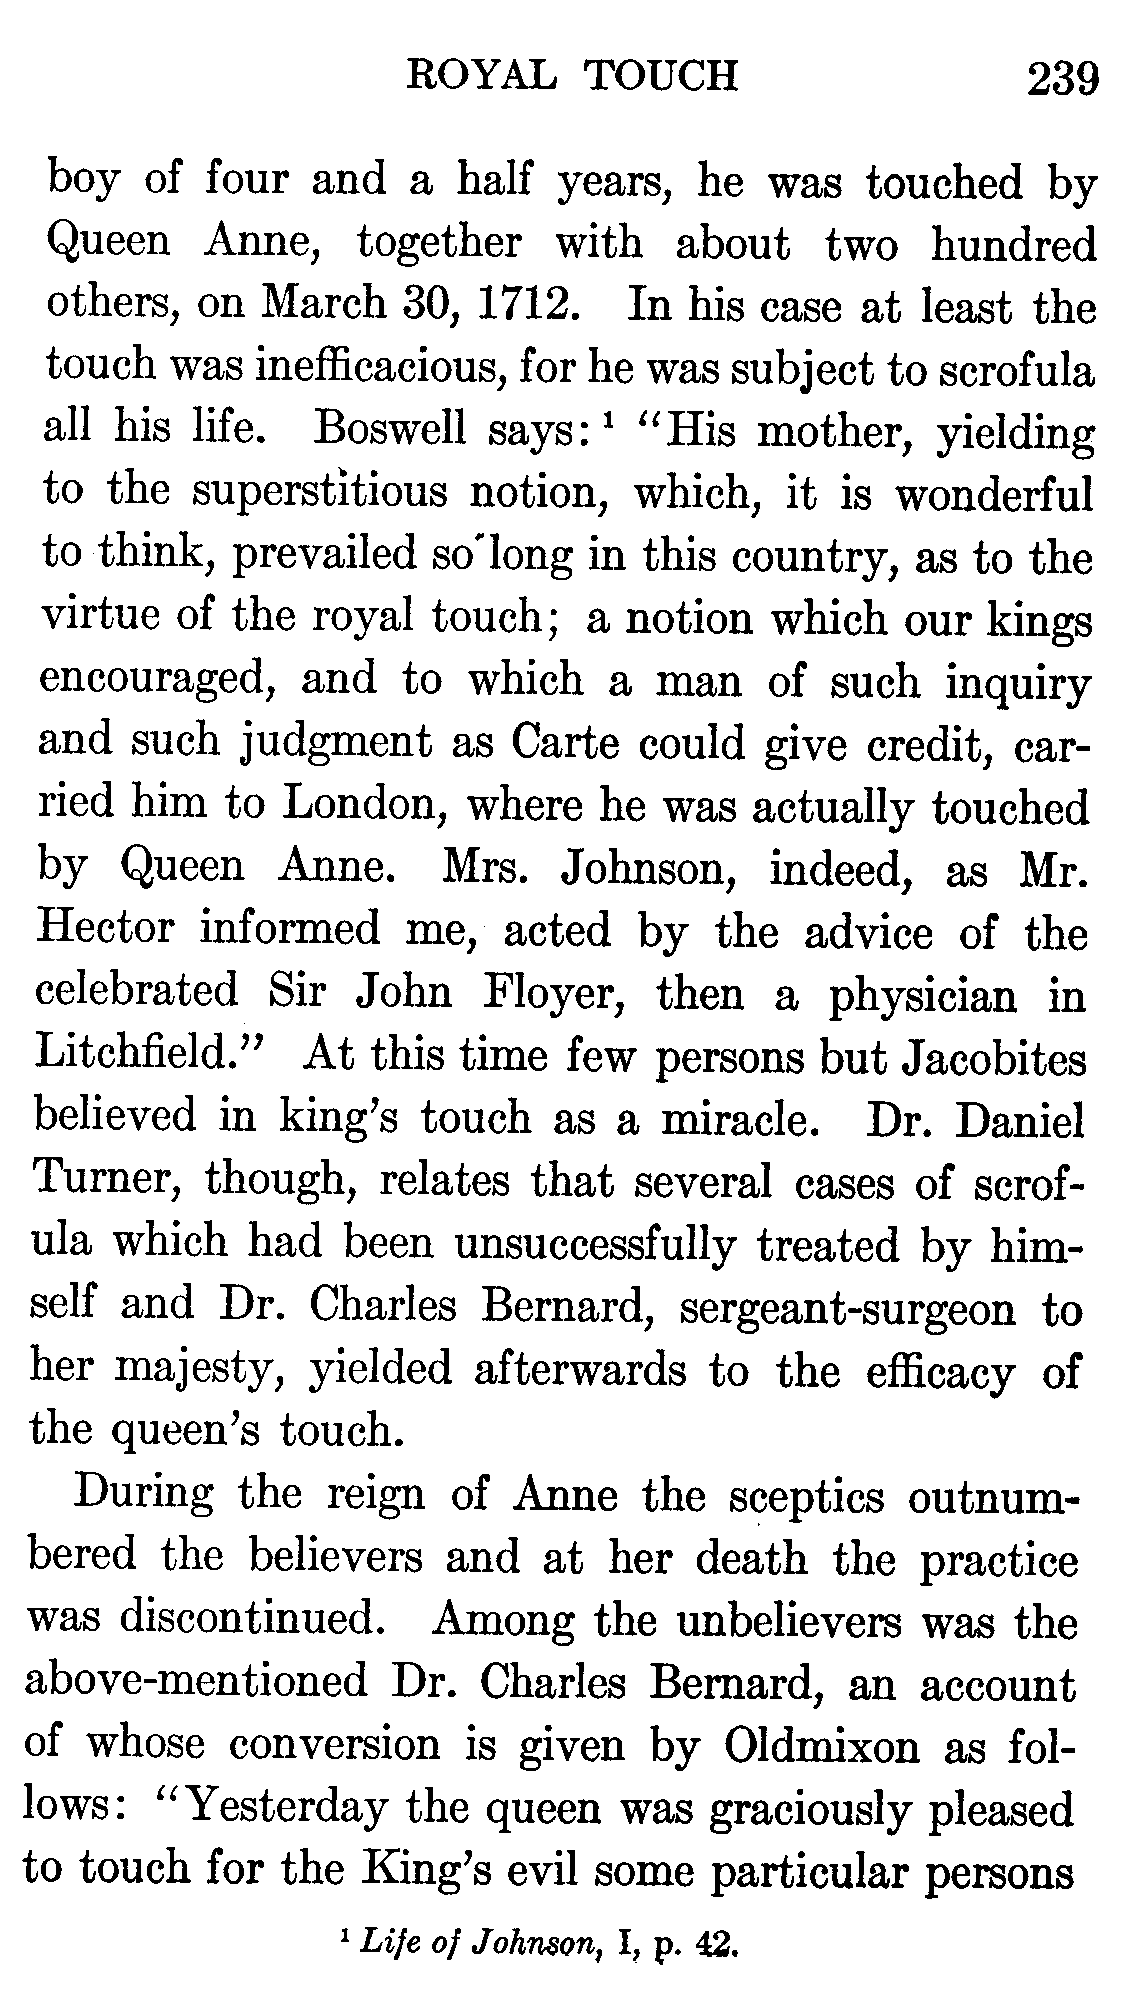 ROYAL TOUCH 239
boy of four and a half years, he was touched by
Queen Anne, together with about two hundred
others, on March 30, 1712. In his case at least the
touch was inefficacious, for he was subject to scrofula
all his life. Boswell says: ¹ “His mother, yielding
to the superstitious notion, which, it is wonderful
to think, prevailed so long in this country, as to the
virtue of the royal touch; a notion which our kings
encouraged, and to which a man of such inquiry
and such judgment as Carte could give credit, car-
ried him to London, where he was actually touched
by Queen Anne. Mrs. Johnson, indeed, as Mr.
Hector informed me, acted by the advice of the
celebrated Sir John Floyer, then a physician in
Litchfield.” At this time few persons but Jacobites
believed in king’s touch as a miracle. Dr. Daniel
Turner, though, relates that several cases of scrof-
ula which had been unsuccessfully treated by him-
self and Dr. Charles Bernard, sergeant-surgeon to
her majesty, yielded afterwards to the efficacy of
the queen’s touch.
During the reign of Anne the sceptics outnum-
bered the believers and at her death the practice
was discontinued. Among the unbelievers was the
above-mentioned Dr. Charles Bernard, an account
of whose conversion is given by Oldmixon as fol-
lows: “Yesterday the queen was graciously pleased
to touch for the King’s evil some particular persons
¹ Life of Johnson, I, p. 42.